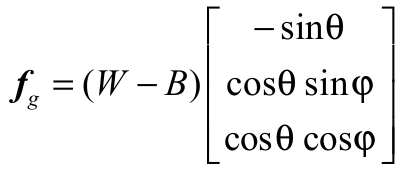 f_g = (W − B) [ − sinθ
cosθ sinφ
cosθ cosφ ]